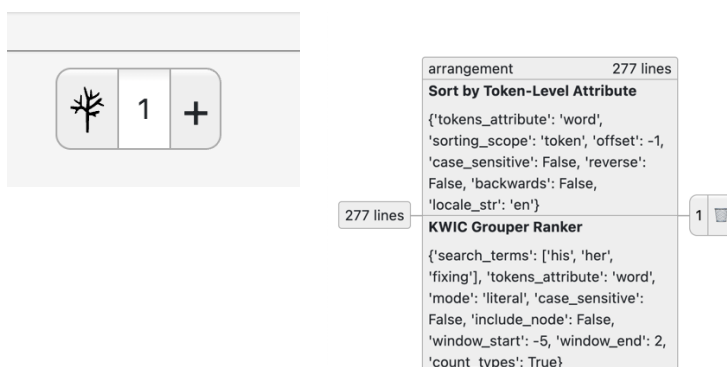 1 +
arrangement 277 lines
Sort by Token-Level Attribute
{'tokens_attribute': 'word',
'sorting_scope': 'token', 'offset': -1,
'case_sensitive': False, 'reverse':
False, 'backwards': False,
'locale_str': 'en'}
277 lines
1
KWIC Grouper Ranker
{'search_terms': ['his', 'her',
'fixing'], 'tokens_attribute': 'word',
'mode': 'literal', 'case_sensitive':
False, 'include_node': False,
'window_start': -5, 'window_end': 2,
'count_types': True}